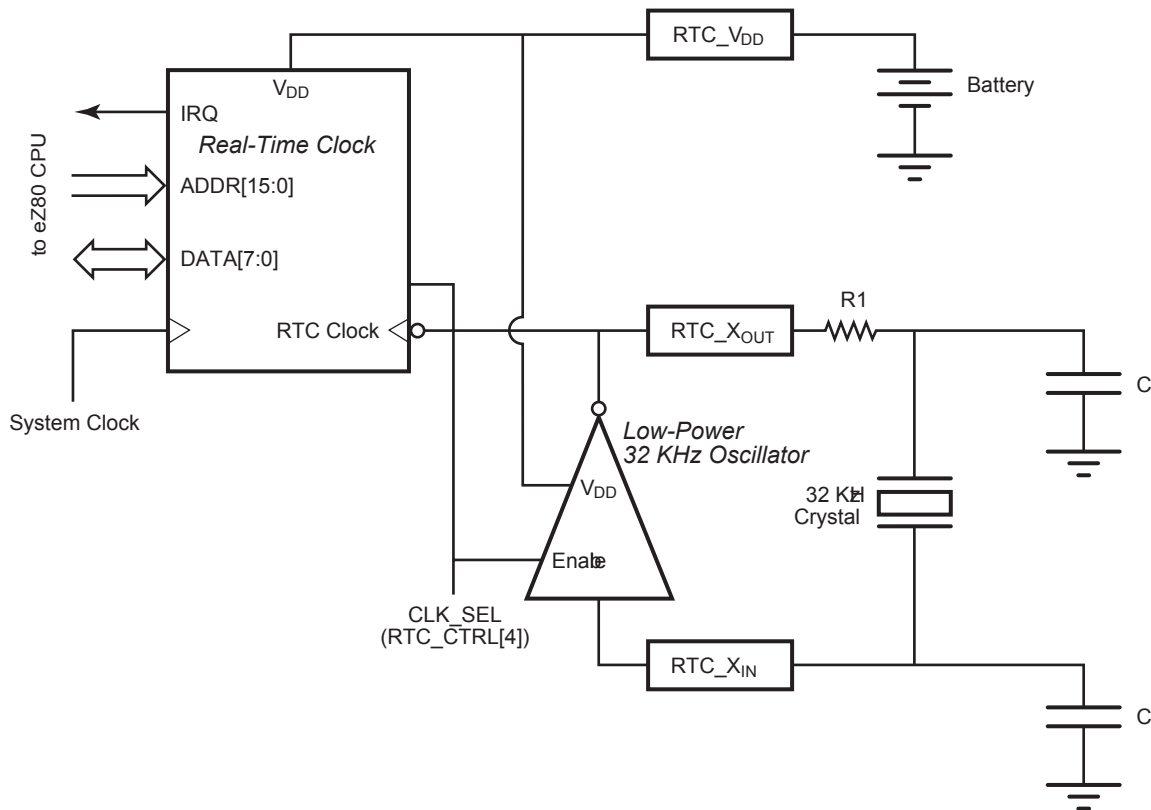 RTC_VDD
VDD
Battery
IRQ
Real-Time Clock
ADDR[15:0]
to eZ80 CPU
DATA[7:0]
R1
RTC Clock
RTC_XOUT
C
System Clock
Low-Power
32 KHz Oscillator
VDD
32 KHz
Crystal
Enable
CLK_SEL
(RTC_CTRL[4])
RTC_XIN
C